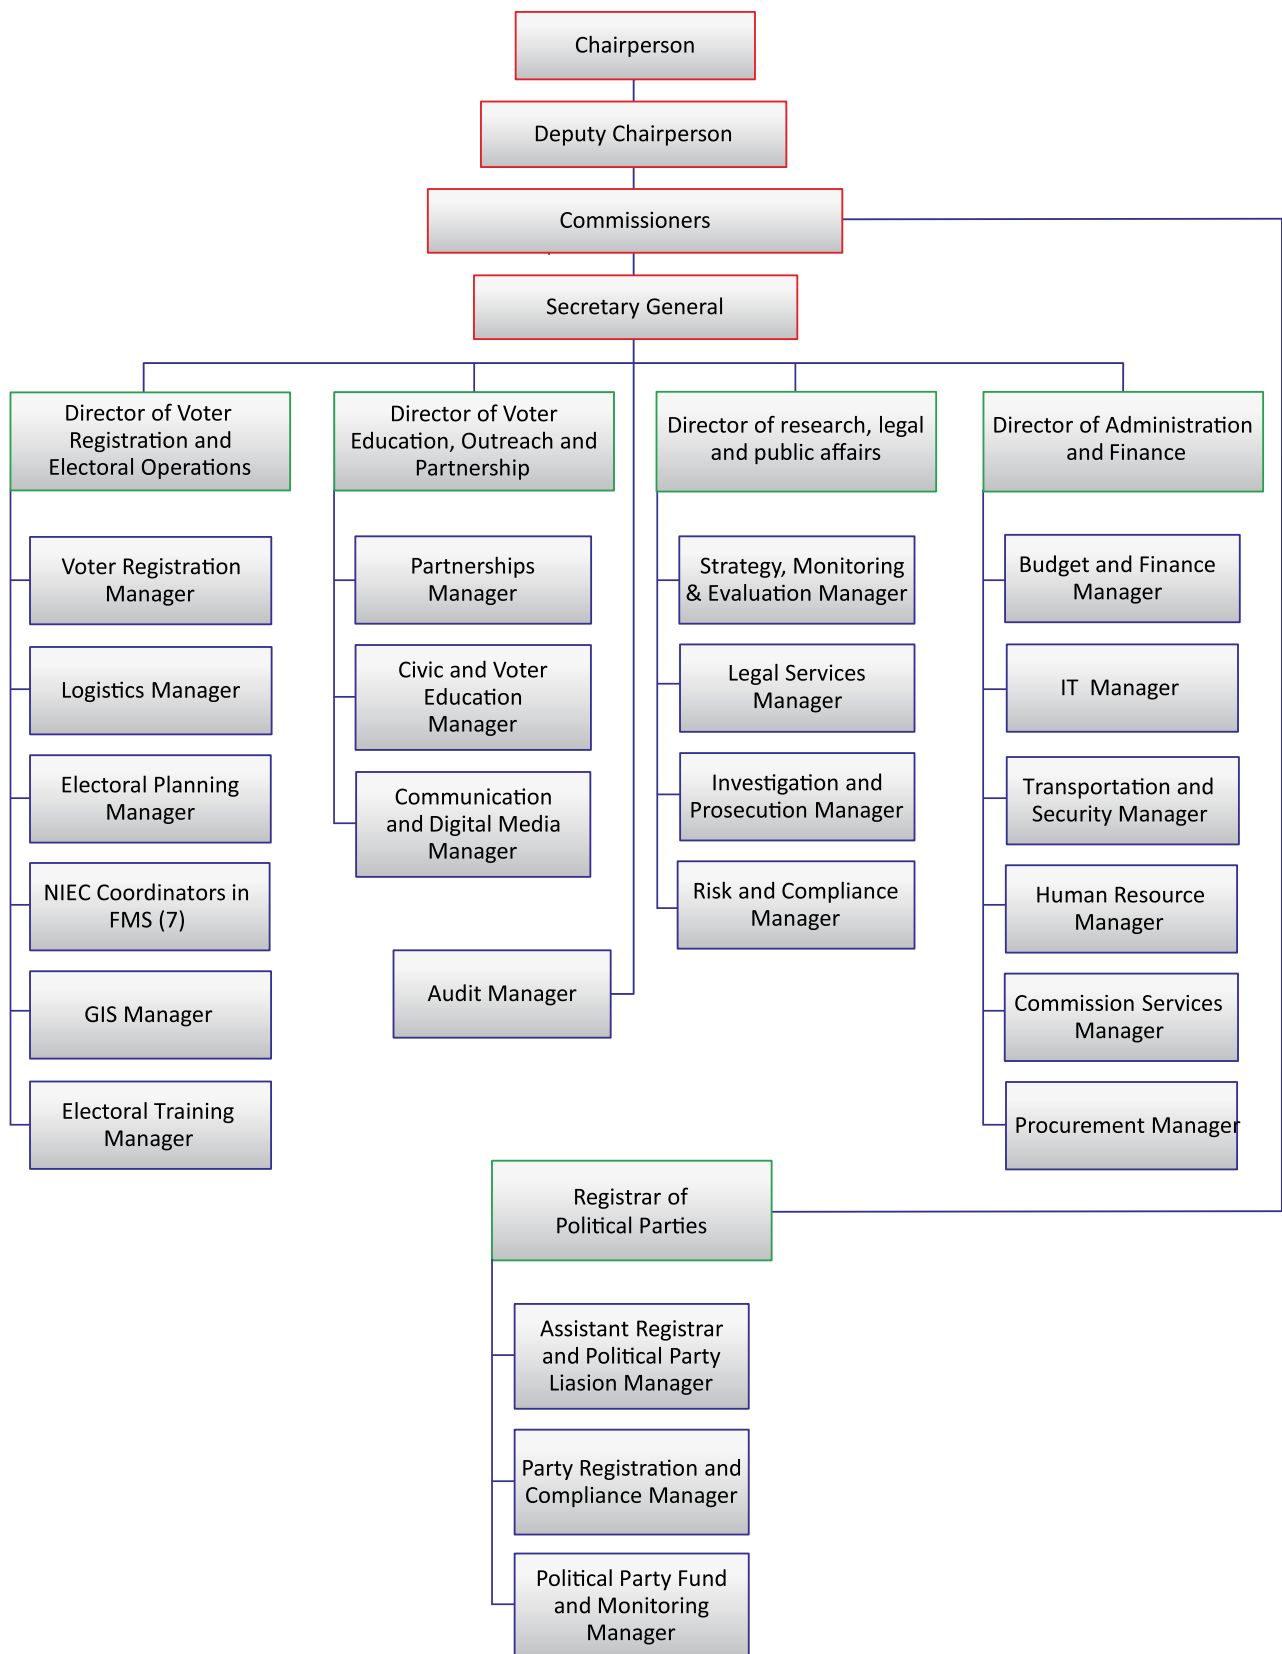 Chairperson
Deputy Chairperson
Commissioners
Secretary General
Director of Voter
Registration and
Electoral Operations
Voter Registration
Manager
Logistics Manager
Electoral Planning
Manager
NIEC Coordinators in
FMS (7)
GIS Manager
Electoral Training
Manager
Director of Voter
Education, Outreach and
Partnership
Partnerships
Manager
Civic and Voter
Education
Manager
Communication
and Digital Media
Manager
Audit Manager
Director of research, legal
and public affairs
Strategy, Monitoring
& Evaluation Manager
Legal Services
Manager
Investigation and
Prosecution Manager
Risk and Compliance
Manager
Director of Administration
and Finance
Budget and Finance
Manager
IT Manager
Transportation and
Security Manager
Human Resource
Manager
Commission Services
Manager
Procurement Manager
Registrar of
Political Parties
Assistant Registrar
and Political Party
Liasion Manager
Party Registration and
Compliance Manager
Political Party Fund
and Monitoring
Manager